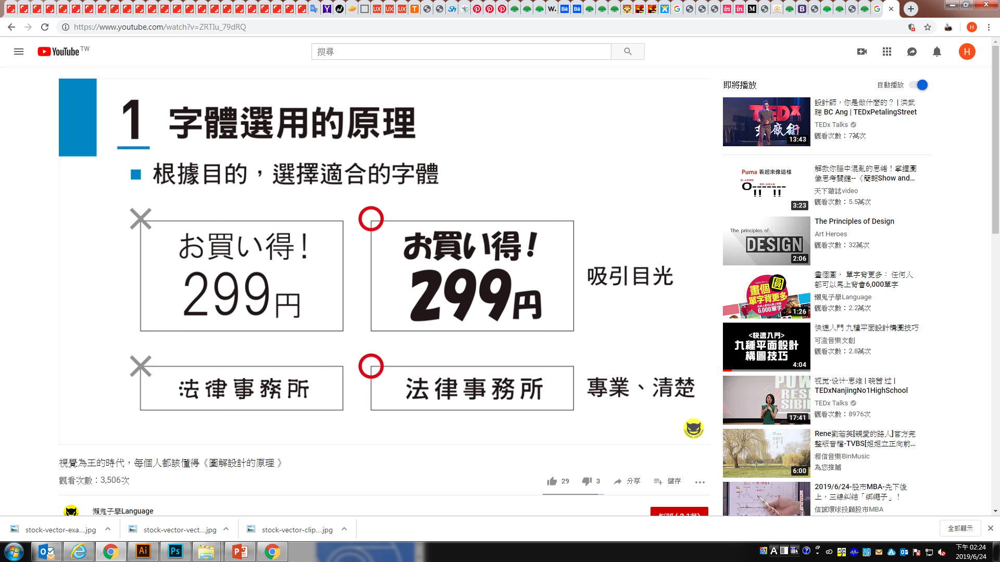 https://www.youtube.com/watch?v=ZRTIu_79dRQ
YouTube TW
搜尋
H
1 字體選用的原理
根據目的，選擇適合的字體
お買い得！
299円
お買い得！
299円
吸引目光
法律事務所
法律事務所
專業、清楚
視覺為王的時代，每個人都該懂得《圖解設計的原理 》
觀看次數：3,506次
29
3
分享
儲存
懶鬼子學Language
即將播放
自動播放
TEDx
13:43
設計師，你是做什麼的？ | 洪武
聰 BC Ang | TEDxPetalingStreet
TEDx Talks
觀看次數：7萬次
Puma 看起來像這樣
3:23
解救你腦中混亂的思緒！掌握圖
像思考關鍵--《簡報Show and...
天下雜誌video
觀看次數：5.5萬次
The principles of
DESIGN
2:06
The Principles of Design
Art Heroes
觀看次數：32萬次
畫個圓
單字背更多
6,000單字
1:26
畫個圓， 單字背更多： 任何人
都可以馬上背會6,000單字
懶鬼子學Language
觀看次數：2.2萬次
<快速入門>
九種平面設計
構圖技巧
4:04
快速入門 九種平面設計構圖技巧
可澄音樂文創
觀看次數：2.8萬次
17:41
视觉·设计·思维 | 晓茜 过 |
TEDxNanjingNo1HighSchool
TEDx Talks
觀看次數：8976次
6:00
Rene劉若英[親愛的路人]官方完
整版音檔-TVBS[姐姐立正向前...
相信音樂BinMusic
為您推薦
2019/6/24-股市MBA-先下後
上，三線糾結「綁繩子」！
信誠環球投顧股市MBA
stock-vector-exa....jpg
stock-vector-vect....jpg
stock-vector-clip....jpg
全部顯示
下午 02:24
2019/6/24